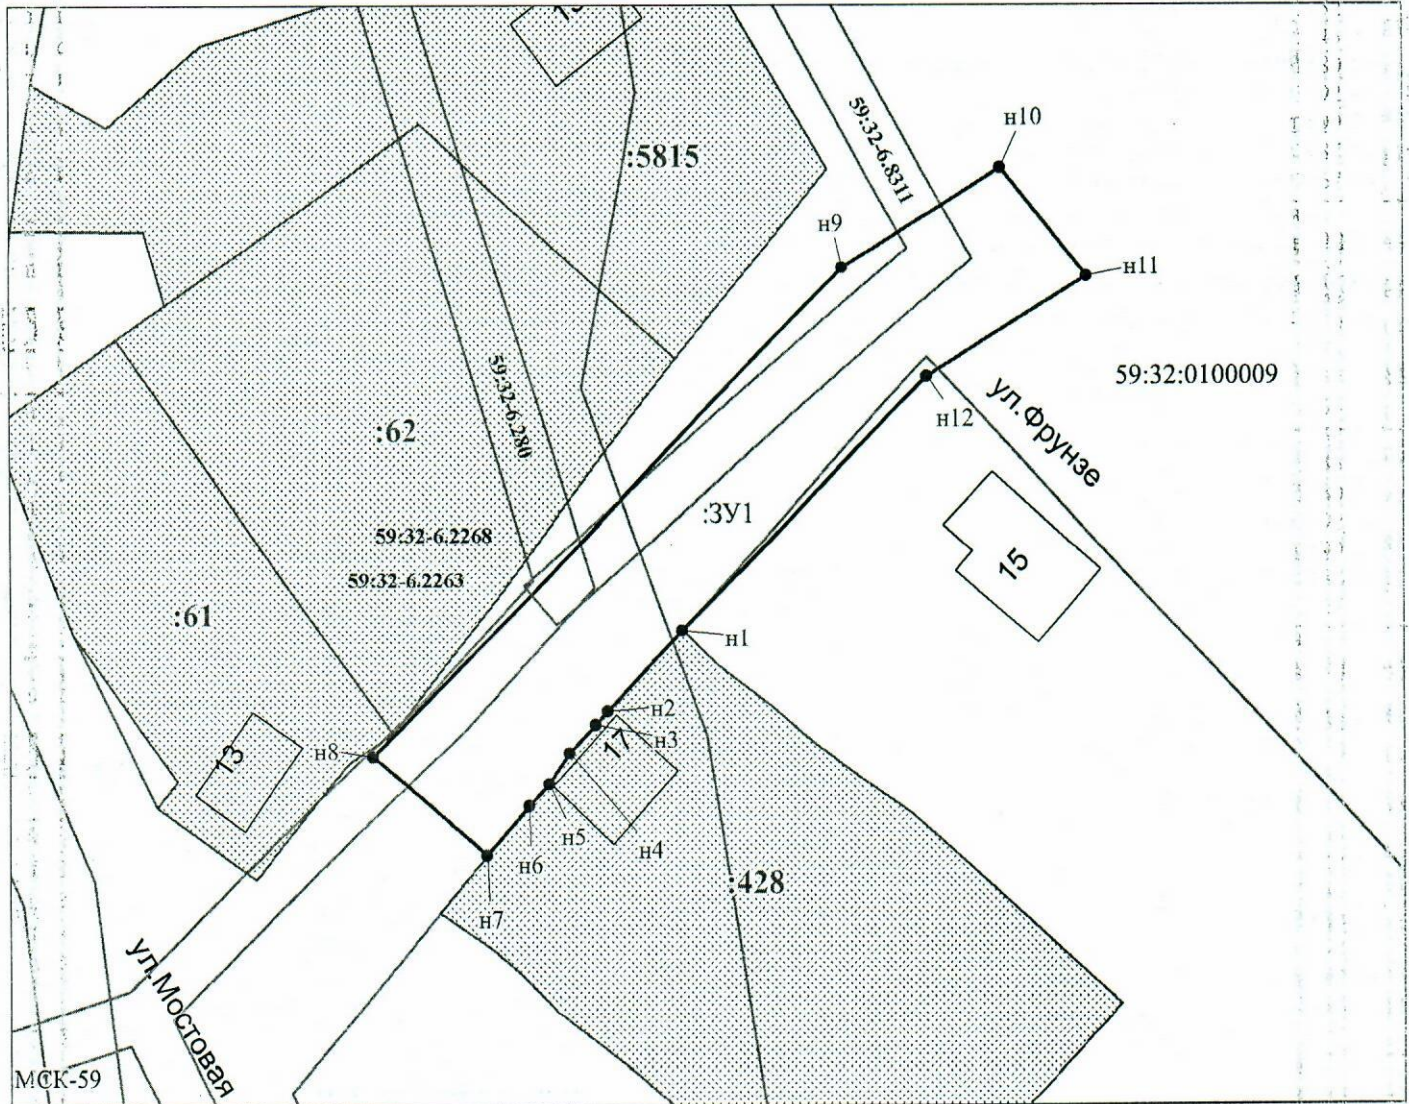 н10
59:32-6.8311
:5815
н9
н11
59:32:0100009
ул.Фрунзе
н12
59:32-6.280
:62
:ЗУ1
59:32-6.2268
15
59:32-6.2263
:61
н1
н2
17
н3
13
н8
н5
н4
н6
:428
н7
ул.Мостовая
МСК-59